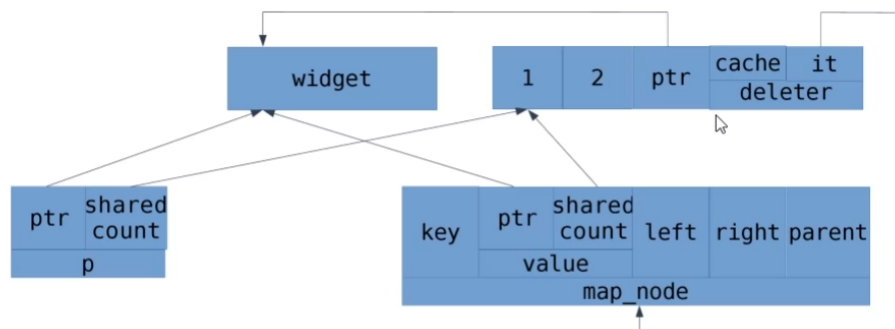 widget
1 2 ptr cache it
deleter
ptr shared count
p
key ptr shared count left right parent
value
map_node